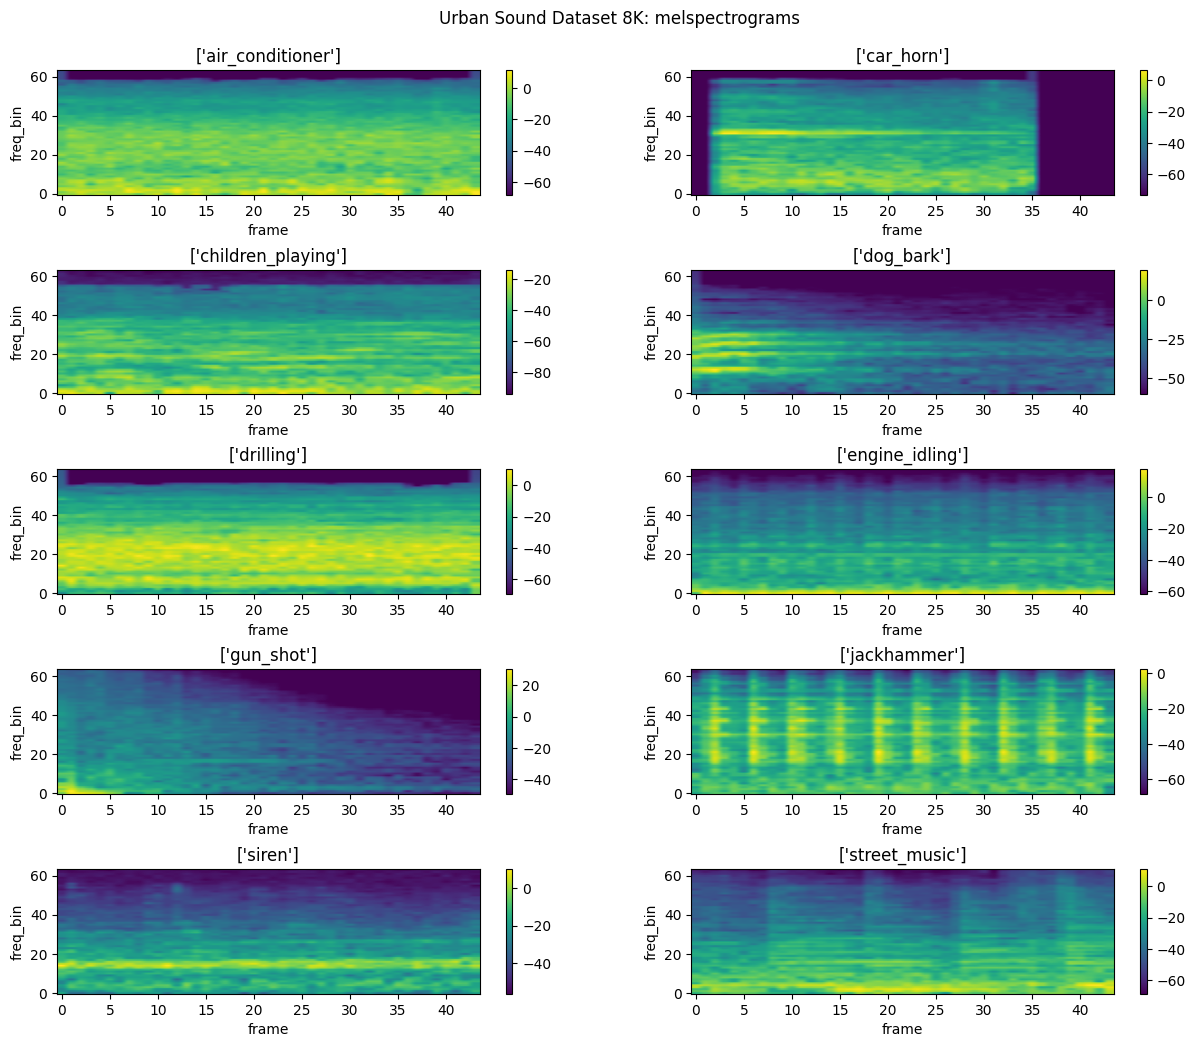 Urban Sound Dataset 8K: melspectrograms
['air_conditioner']
freq_bin
60
40
20
0
0 5 10 15 20 25 30 35 40
frame
0
−20
−40
−60
['car_horn']
freq_bin
60
40
20
0
0 10 20 30 40
frame
0
−20
−40
−60
['children_playing']
freq_bin
60
40
20
0
0 5 10 15 20 25 30 35 40
frame
−20
−40
−60
−80
['dog_bark']
freq_bin
60
40
20
0
0 5 10 15 20 25 30 35 40
frame
0
−25
−50
['drilling']
freq_bin
60
40
20
0
0 5 10 15 20 25 30 35 40
frame
0
−20
−40
−60
['engine_idling']
freq_bin
60
40
20
0
0 5 10 15 20 25 30 35 40
frame
0
−20
−40
−60
['gun_shot']
freq_bin
60
40
20
0
0 5 10 15 20 25 30 35 40
frame
20
0
−20
−40
['jackhammer']
freq_bin
60
40
20
0
0 5 10 15 20 25 30 35 40
frame
0
−20
−40
−60
['siren']
freq_bin
60
40
20
0
0 5 10 15 20 25 30 35 40
frame
0
−20
−40
['street_music']
freq_bin
60
40
20
0
0 5 10 15 20 25 30 35 40
frame
0
−20
−40
−60